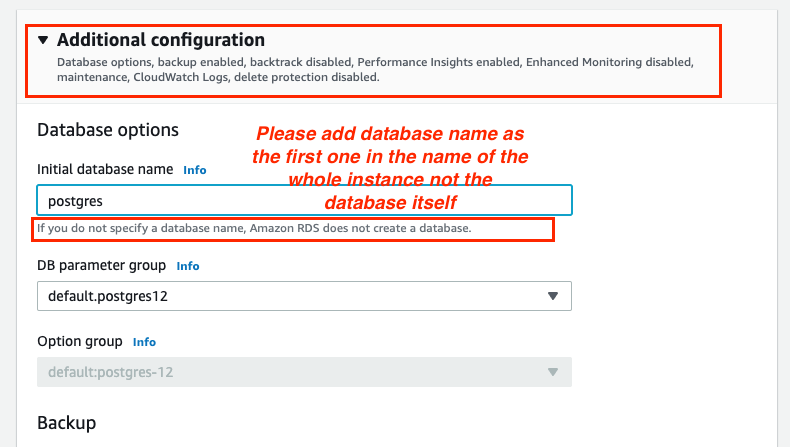 Additional configuration
Database options, backup enabled, backtrack disabled, Performance Insights enabled, Enhanced Monitoring disabled,
maintenance, CloudWatch Logs, delete protection disabled.
Database options
Please add database name as
the first one in the name of the
whole instance not the
database itself
Initial database name Info
postgres
If you do not specify a database name, Amazon RDS does not create a database.
DB parameter group Info
default.postgres12
Option group Info
default:postgres-12
Backup